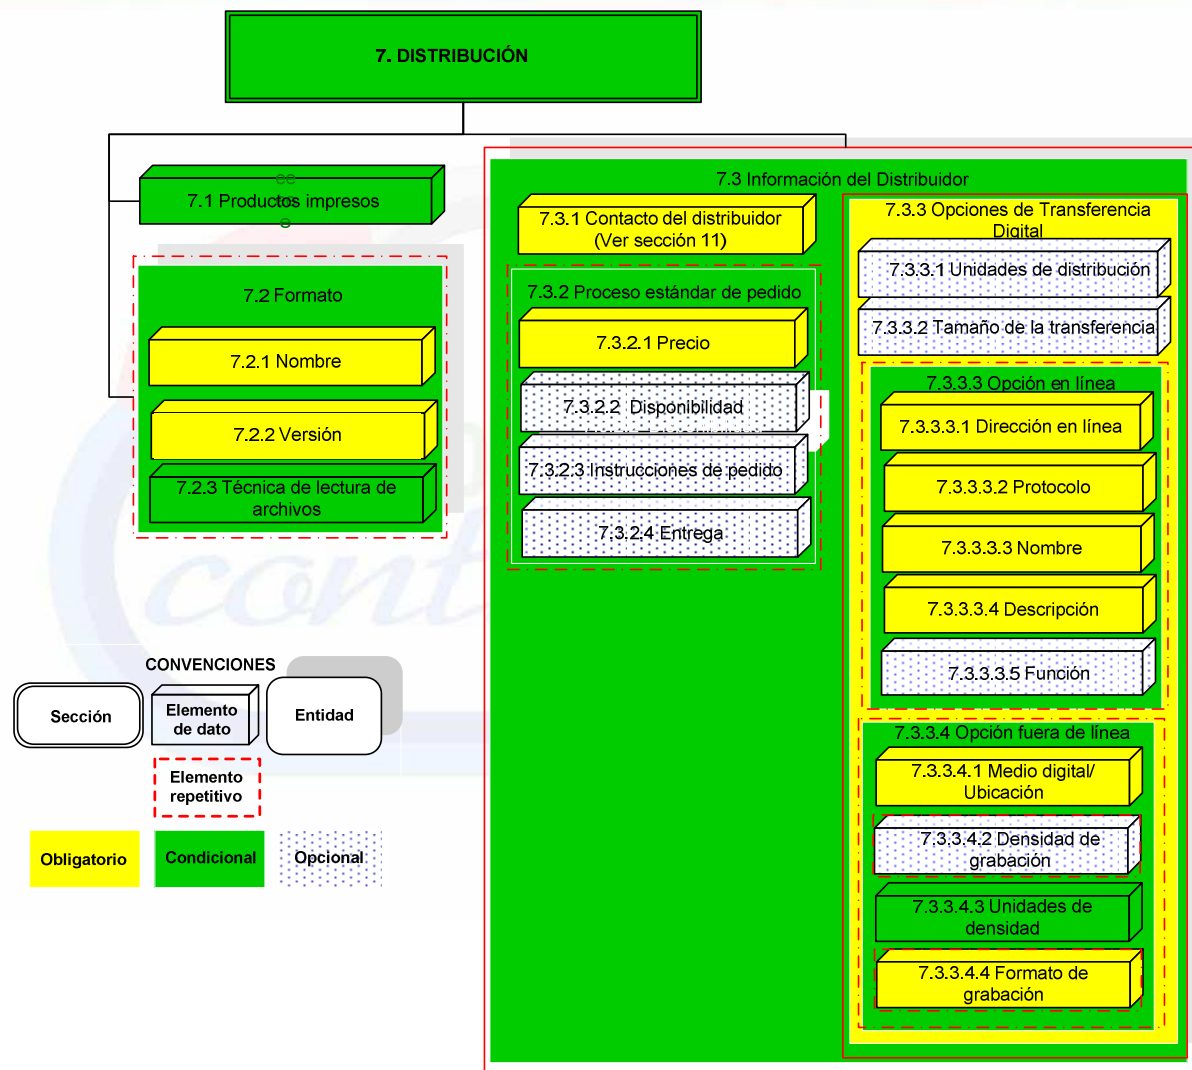 7. DISTRIBUCIÓN
7.1 Productos impresos
7.2 Formato
7.2.1 Nombre
7.2.2 Versión
7.2.3 Técnica de lectura de
archivos
7.3 Información del Distribuidor
7.3.1 Contacto del distribuidor
(Ver sección 11)
7.3.2 Proceso estándar de pedido
7.3.2.1 Precio
7.3.2.2 Disponibilidad
7.3.2.3 Instrucciones de pedido
7.3.2.4 Entrega
7.3.3 Opciones de Transferencia
Digital
7.3.3.1 Unidades de distribución
7.3.3.2 Tamaño de la transferencia
7.3.3.3 Opción en línea
7.3.3.3.1 Dirección en línea
7.3.3.3.2 Protocolo
7.3.3.3.3 Nombre
7.3.3.3.4 Descripción
7.3.3.3.5 Función
7.3.3.4 Opción fuera de línea
7.3.3.4.1 Medio digital/
Ubicación
7.3.3.4.2 Densidad de
grabación
7.3.3.4.3 Unidades de
densidad
7.3.3.4.4 Formato de
grabación
CONVENCIONES
Sección
Elemento
de dato
Entidad
Elemento
repetitivo
Obligatorio
Condicional
Opcional